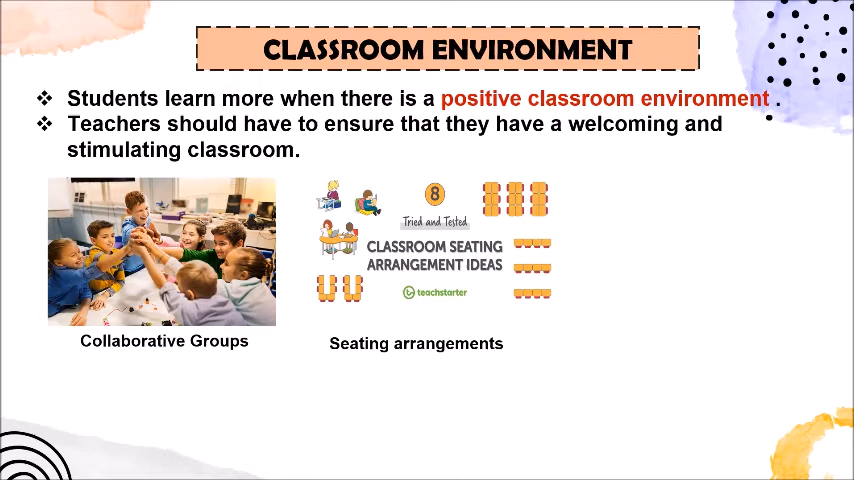 CLASSROOM ENVIRONMENT
❖ Students learn more when there is a positive classroom environment .
❖ Teachers should have to ensure that they have a welcoming and
stimulating classroom.
8
Tried and Tested
CLASSROOM SEATING
ARRANGEMENT IDEAS
teachstarter
Collaborative Groups
Seating arrangements